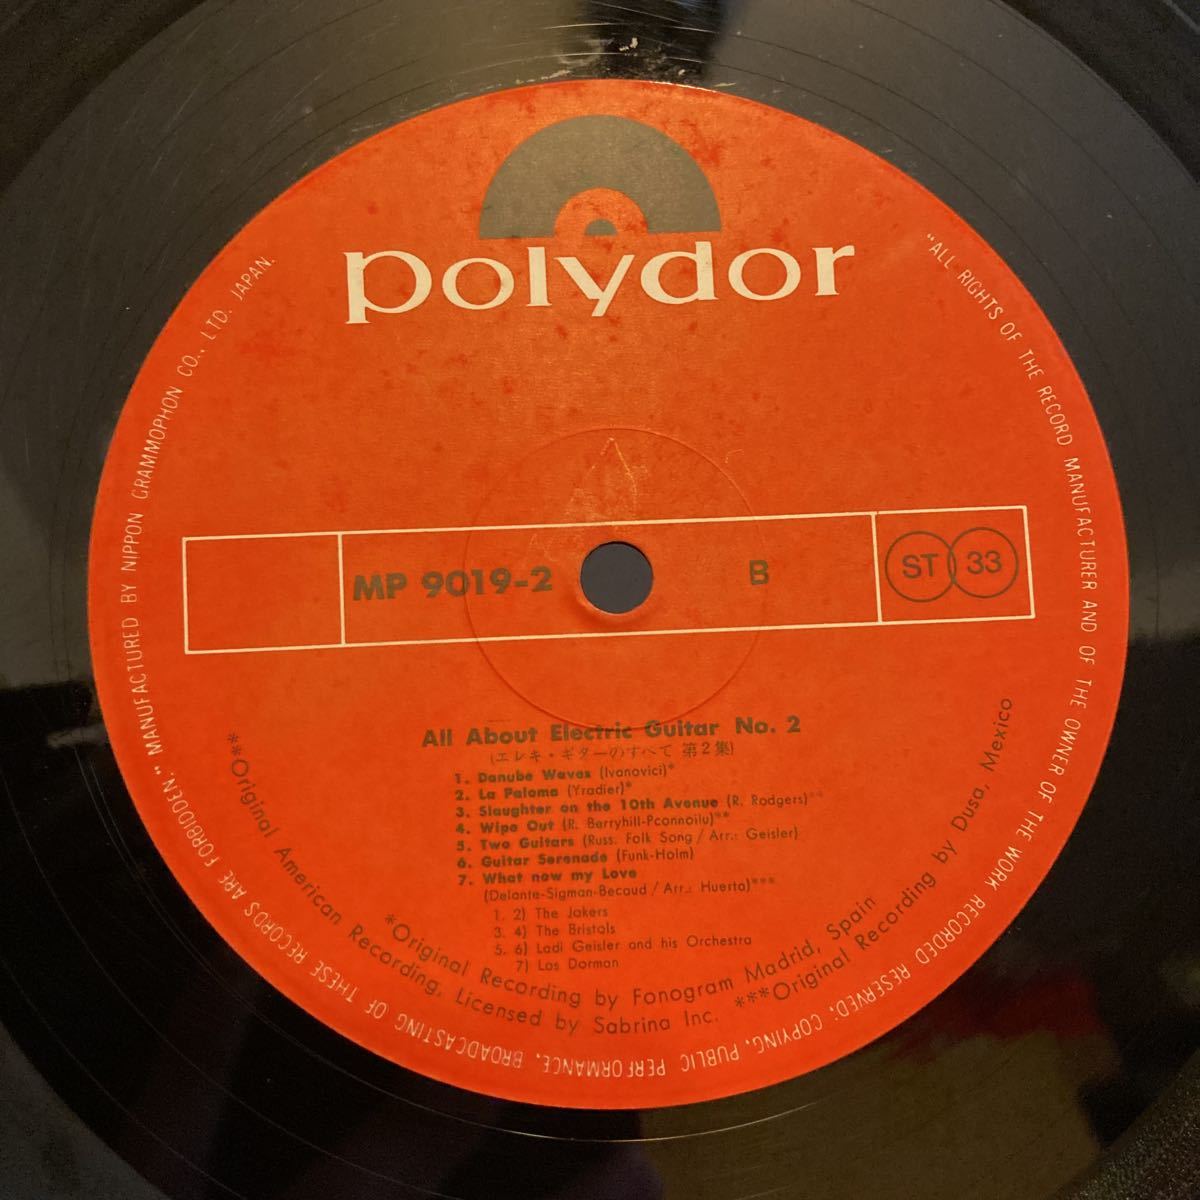 polydor
MP 9019-2
B
ST 33
All About Electric Guitar No. 2
(エレキ・ギターのすべて 第2集)
1. Danube Waves (Ivanovici)*
2. La Paloma (Yradier)*
3. Slaughter on the 10th Avenue (R. Rodgers)**
4. Wipe Out (R. Berryhill-Pconnoilu)**
5. Two Guitars (Russ. Folk Song / Arr.: Geisler)
6. Guitar Serenade (Funk-Holm)
7. What now my Love
(Delante-Sigman-Becaud / Arr.: Huerta)***
1. 2) The Jakers
3. 4) The Bristols
5. 6) Ladi Geisler and his Orchestra
7) Los Dorman
*Original Recording by Fonogram Madrid, Spain
**Original American Recording, Licensed by Sabrina Inc.
***Original Recording by Dusa, Mexico
"ALL RIGHTS OF THE RECORD MANUFACTURER AND OF THE OWNER OF THE WORK RECORDED RESERVED; COPYING, PUBLIC PERFORMANCE, BROADCASTING OF THESE RECORDS ARE FORBIDDEN." MANUFACTURED BY NIPPON GRAMMOPHON CO., LTD. JAPAN.